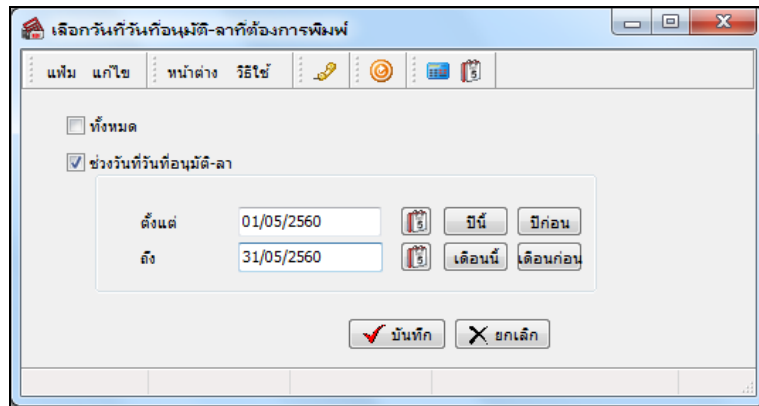 เลือกวันที่วันที่อนุมัติ-ลาที่ต้องการพิมพ์
แฟ้ม แก้ไข หน้าต่าง วิธีใช้
ทั้งหมด
ช่วงวันที่วันที่อนุมัติ-ลา
ตั้งแต่ 01/05/2560 5 ปีนี้ ปีก่อน
ถึง 31/05/2560 5 เดือนนี้ เดือนก่อน
บันทึก ยกเลิก